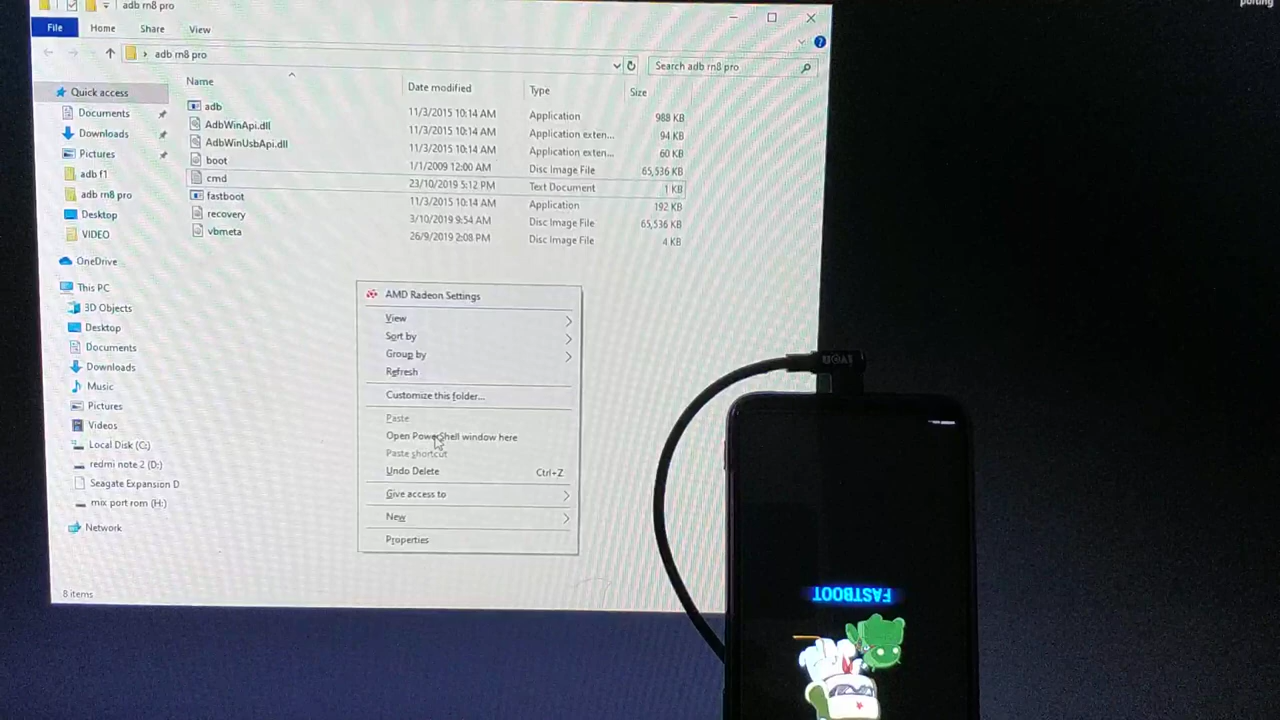 adb rn8 pro
File Home Share View
adb rn8 pro
Search adb rn8 pro
Name Date modified Type Size
adb 11/3/2015 10:14 AM Application 988 KB
AdbWinApi.dll 11/3/2015 10:14 AM Application exten... 94 KB
AdbWinUsbApi.dll 11/3/2015 10:14 AM Application exten... 60 KB
boot 1/1/2009 12:00 AM Disc Image File 65,536 KB
cmd 23/10/2019 5:12 PM Text Document 1 KB
fastboot 11/3/2015 10:14 AM Application 192 KB
recovery 3/10/2019 9:54 AM Disc Image File 65,536 KB
vbmeta 26/9/2019 2:08 PM Disc Image File 4 KB
Quick access
Documents
Downloads
Pictures
adb f1
adb rn8 pro
Desktop
VIDEO
OneDrive
This PC
3D Objects
Desktop
Documents
Downloads
Music
Pictures
Videos
Local Disk (C:)
redmi note 2 (D:)
Seagate Expansion D
mix port rom (H:)
Network
8 items
AMD Radeon Settings
View
Sort by
Group by
Refresh
Customize this folder...
Paste
Open PowerShell window here
Paste shortcut
Undo Delete Ctrl+Z
Give access to
New
Properties
FASTBOOT